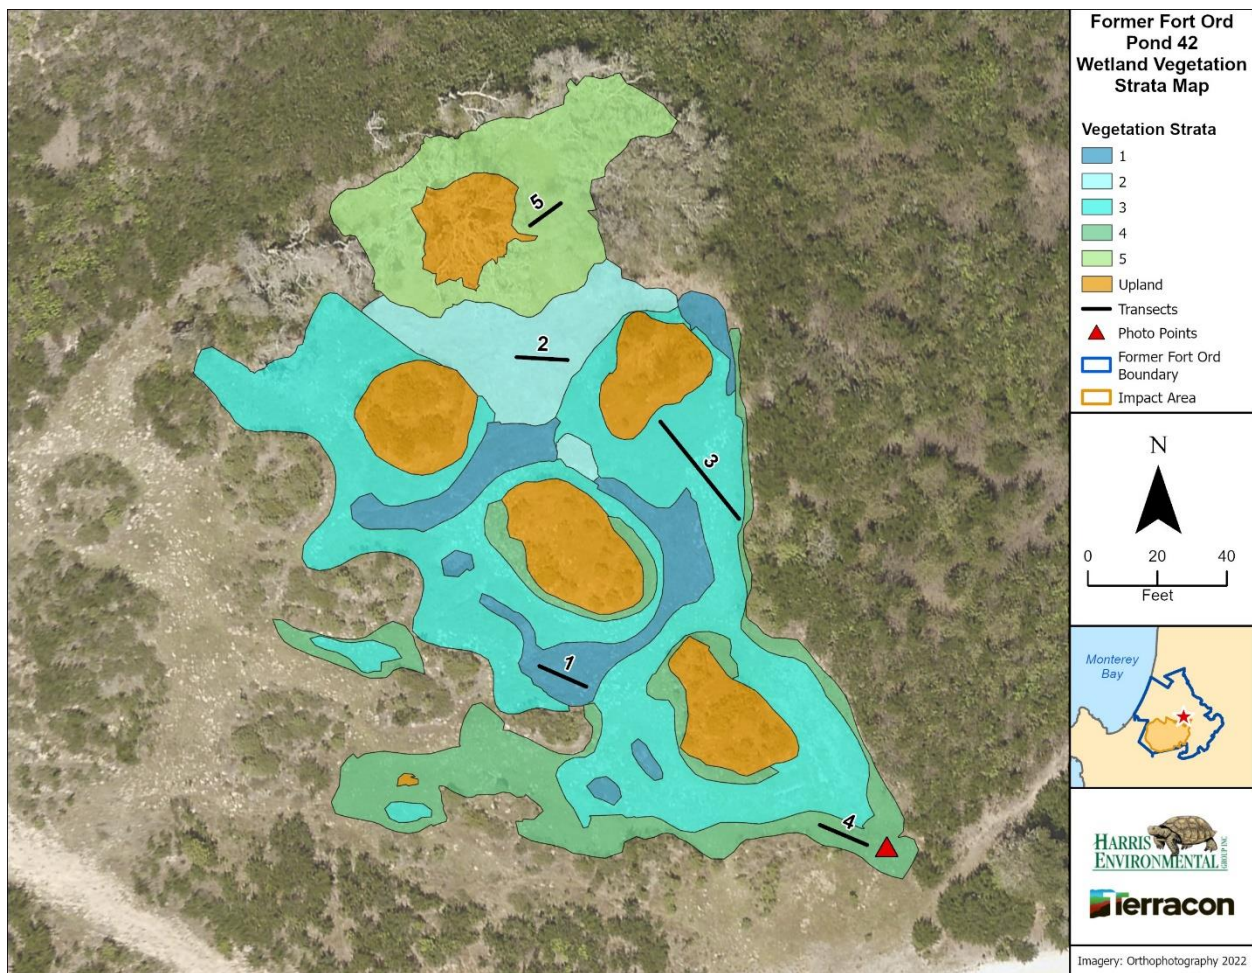 Former Fort Ord
Pond 42
Wetland Vegetation
Strata Map
Vegetation Strata
1
2
3
4
5
Upland
Transects
Photo Points
Former Fort Ord
Boundary
Impact Area
N
0 20 40
Feet
Monterey
Bay
HARRIS
ENVIRONMENTAL
GROUP INC
Terracon
Imagery: Orthophotography 2022
5
2
3
1
4